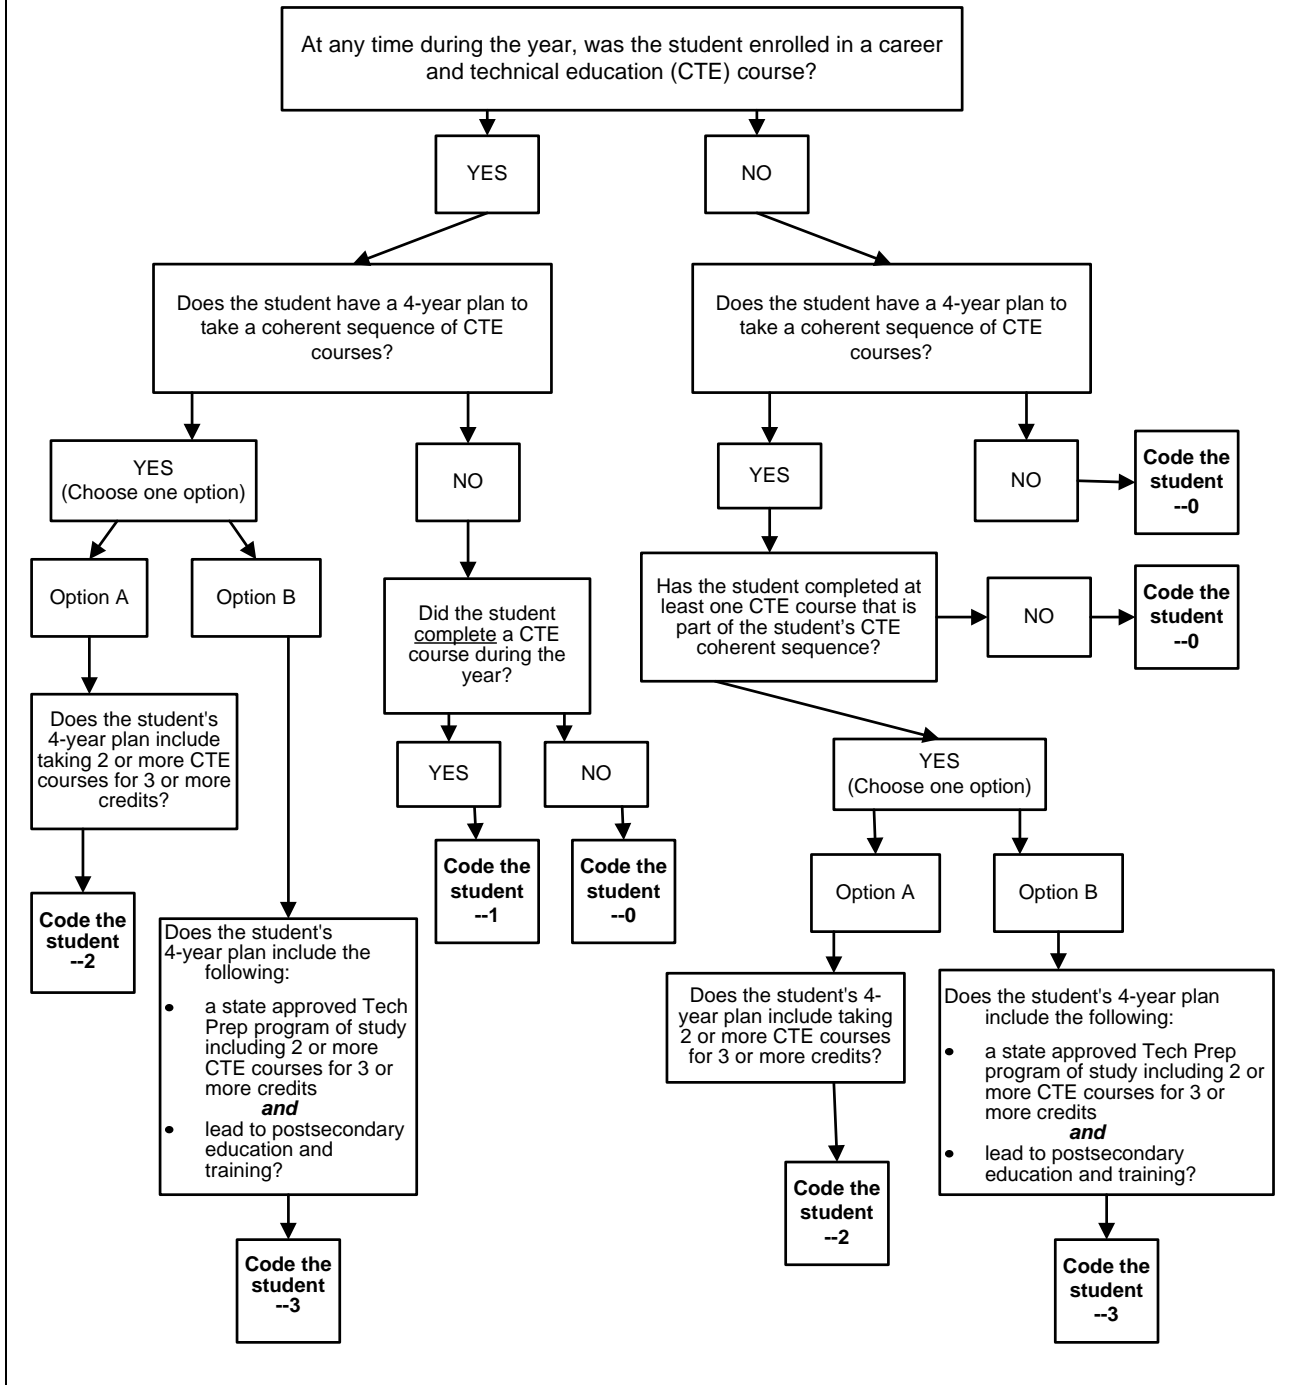 At any time during the year, was the student enrolled in a career
and technical education (CTE) course?
YES
NO
Does the student have a 4-year plan to
take a coherent sequence of CTE
courses?
Does the student have a 4-year plan to
take a coherent sequence of CTE
courses?
YES
(Choose one option)
NO
YES
NO
Code the
student
--0
Option A
Option B
Did the student
complete a CTE
course during the
year?
Has the student completed at
least one CTE course that is
part of the student’s CTE
coherent sequence?
NO
Code the
student
--0
Does the student's
4-year plan include
taking 2 or more CTE
courses for 3 or more
credits?
YES
NO
YES
(Choose one option)
Code the
student
--2
Code the
student
--1
Code the
student
--0
Option A
Option B
Does the student's
4-year plan include the
following:
• a state approved Tech
Prep program of study
including 2 or more
CTE courses for 3 or
more credits
and
• lead to postsecondary
education and
training?
Does the student's 4-
year plan include taking
2 or more CTE courses
for 3 or more credits?
Does the student's 4-year plan
include the following:
• a state approved Tech Prep
program of study including 2 or
more CTE courses for 3 or
more credits
and
• lead to postsecondary
education and training?
Code the
student
--3
Code the
student
--2
Code the
student
--3